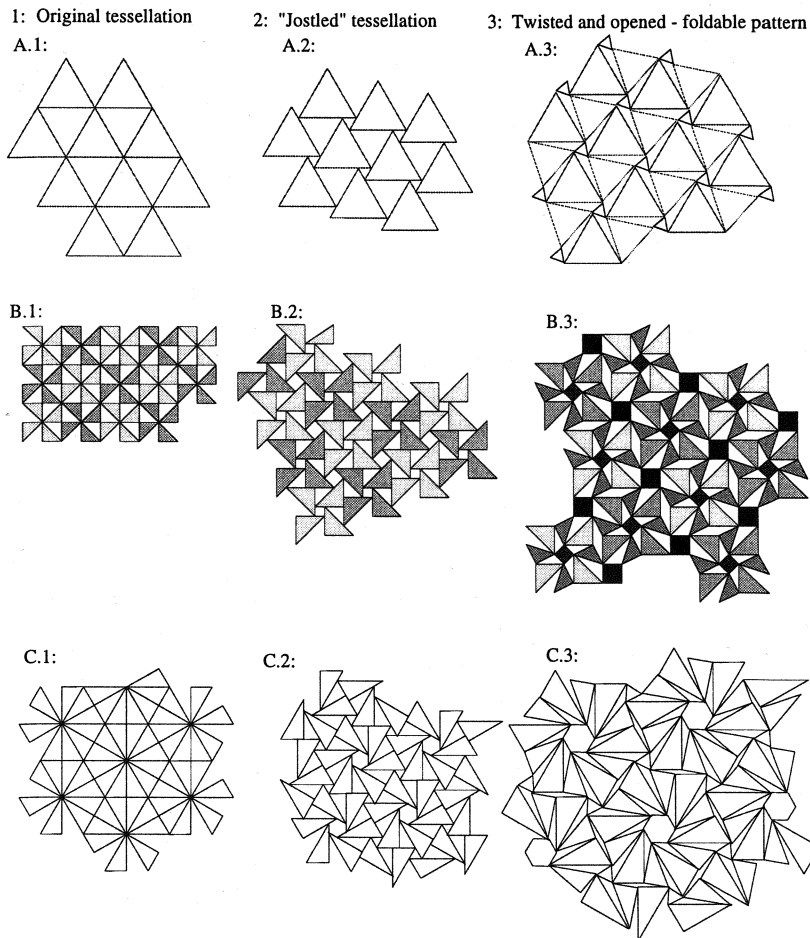 1: Original tessellation
2: "Jostled" tessellation
3: Twisted and opened - foldable pattern
A.1:
A.2:
A.3:
B.1:
B.2:
B.3:
C.1:
C.2:
C.3: